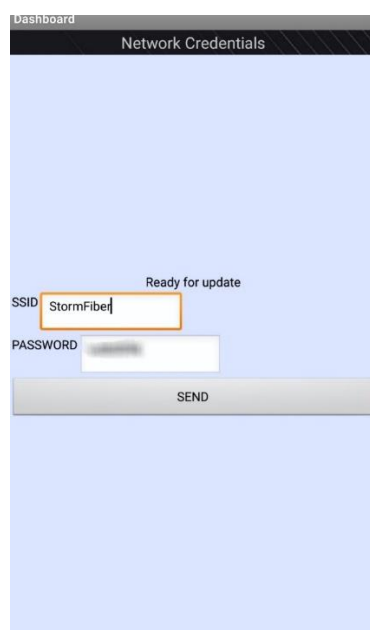 Dashboard
Network Credentials
Ready for update
SSID StormFiber
PASSWORD
SEND